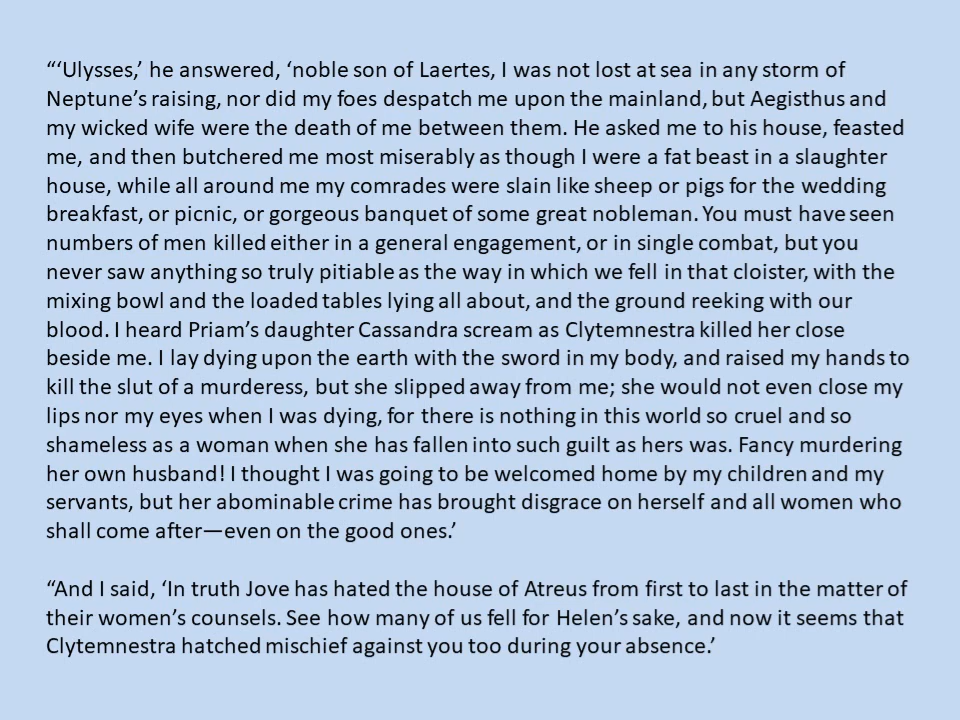 “‘Ulysses,’ he answered, ‘noble son of Laertes, I was not lost at sea in any storm of
Neptune’s raising, nor did my foes despatch me upon the mainland, but Aegisthus and
my wicked wife were the death of me between them. He asked me to his house, feasted
me, and then butchered me most miserably as though I were a fat beast in a slaughter
house, while all around me my comrades were slain like sheep or pigs for the wedding
breakfast, or picnic, or gorgeous banquet of some great nobleman. You must have seen
numbers of men killed either in a general engagement, or in single combat, but you
never saw anything so truly pitiable as the way in which we fell in that cloister, with the
mixing bowl and the loaded tables lying all about, and the ground reeking with our
blood. I heard Priam’s daughter Cassandra scream as Clytemnestra killed her close
beside me. I lay dying upon the earth with the sword in my body, and raised my hands to
kill the slut of a murderess, but she slipped away from me; she would not even close my
lips nor my eyes when I was dying, for there is nothing in this world so cruel and so
shameless as a woman when she has fallen into such guilt as hers was. Fancy murdering
her own husband! I thought I was going to be welcomed home by my children and my
servants, but her abominable crime has brought disgrace on herself and all women who
shall come after—even on the good ones.’
“And I said, ‘In truth Jove has hated the house of Atreus from first to last in the matter of
their women’s counsels. See how many of us fell for Helen’s sake, and now it seems that
Clytemnestra hatched mischief against you too during your absence.’